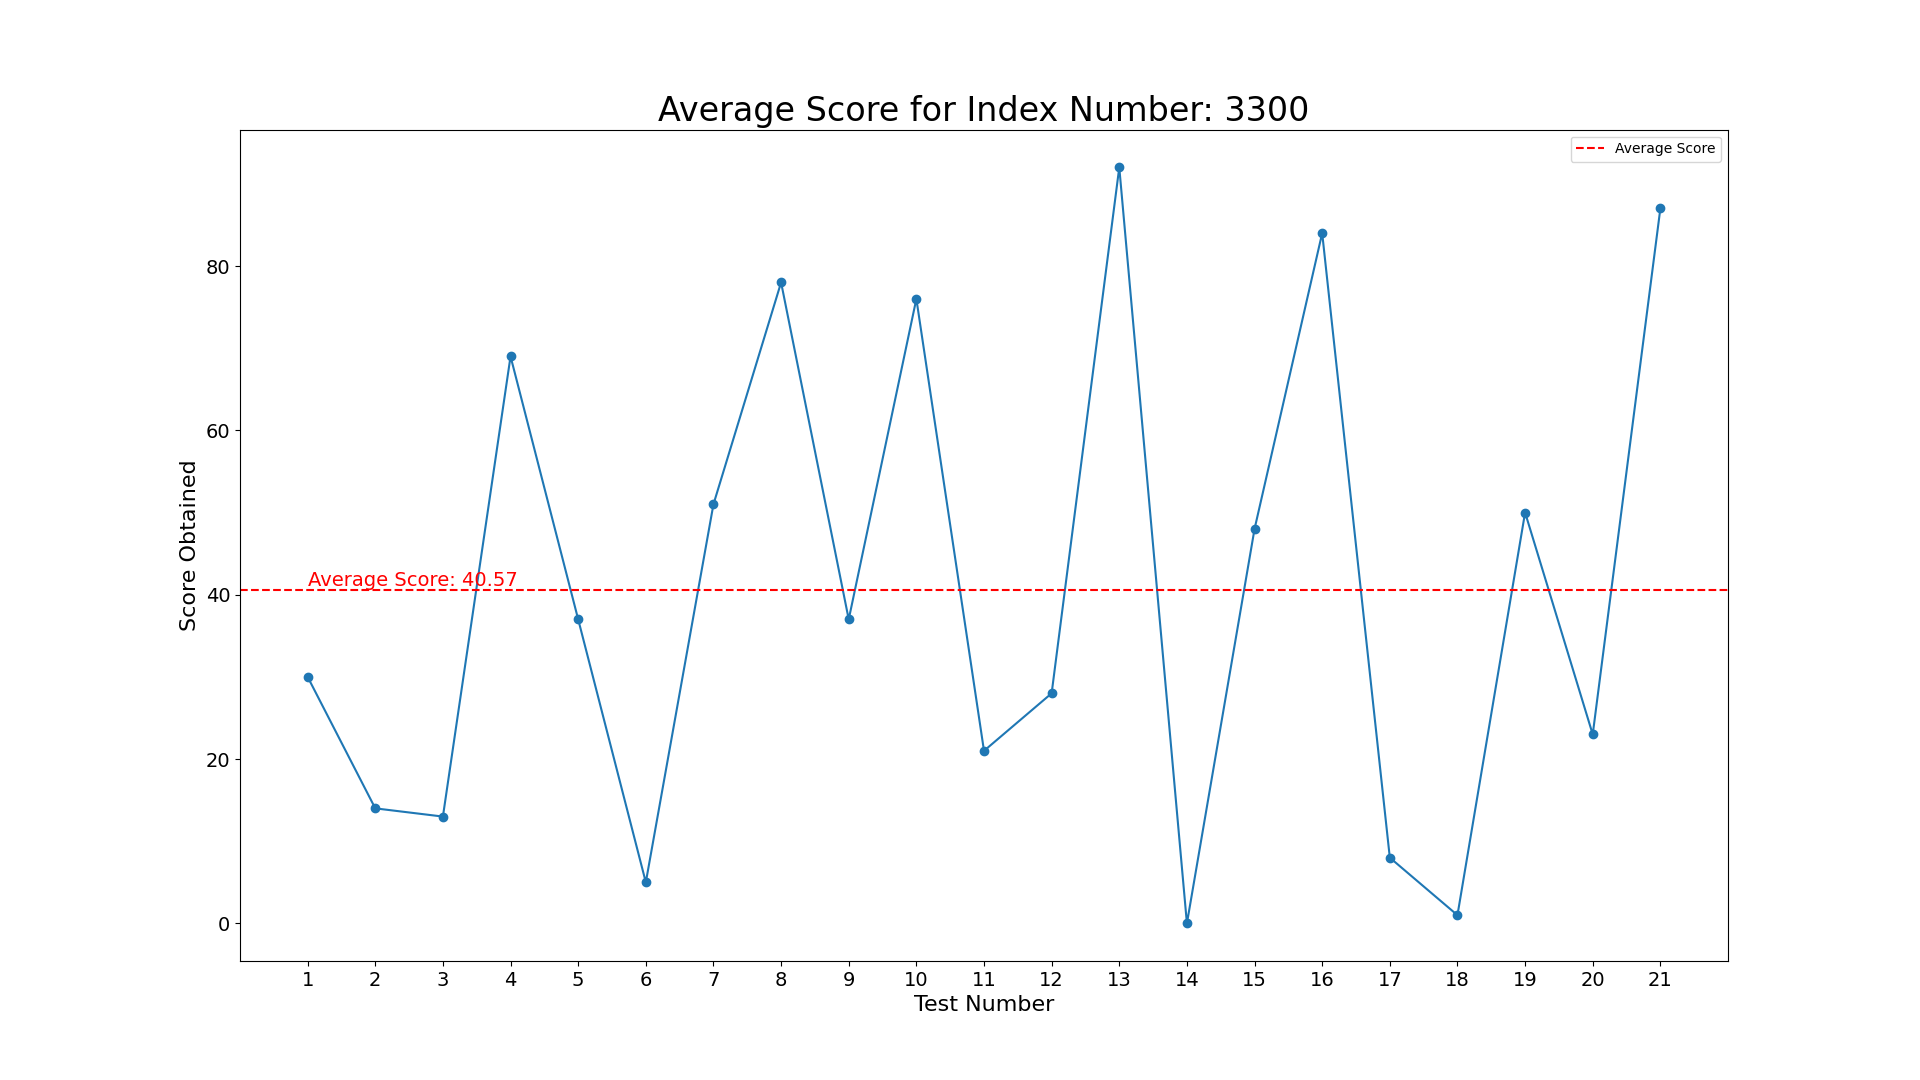 Average Score for Index Number: 3300
Average Score
80
60
40
20
0
Score Obtained
Average Score: 40.57
1 2 3 4 5 6 7 8 9 10 11 12 13 14 15 16 17 18 19 20 21
Test Number